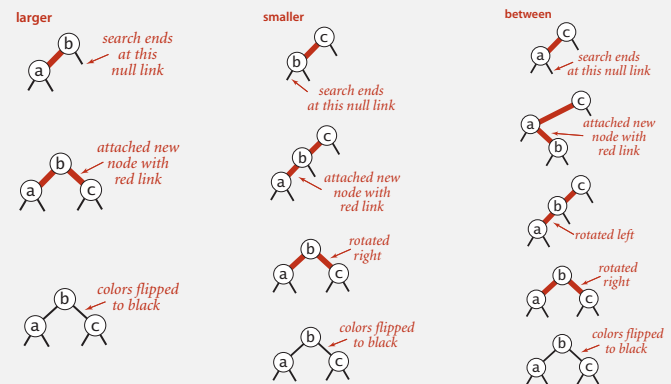 larger
b
a
search ends
at this
null link
b
a
c
attached new
node with
red link
b
a
c
colors flipped
to black
smaller
c
b
search ends
at this null link
c
b
a
attached new
node with
red link
b
a
c
rotated
right
b
a
c
colors flipped
to black
between
c
a
search ends
at this null link
c
a
b
attached new
node with
red link
c
b
a
rotated left
b
a
c
rotated
right
b
a
c
colors flipped
to black